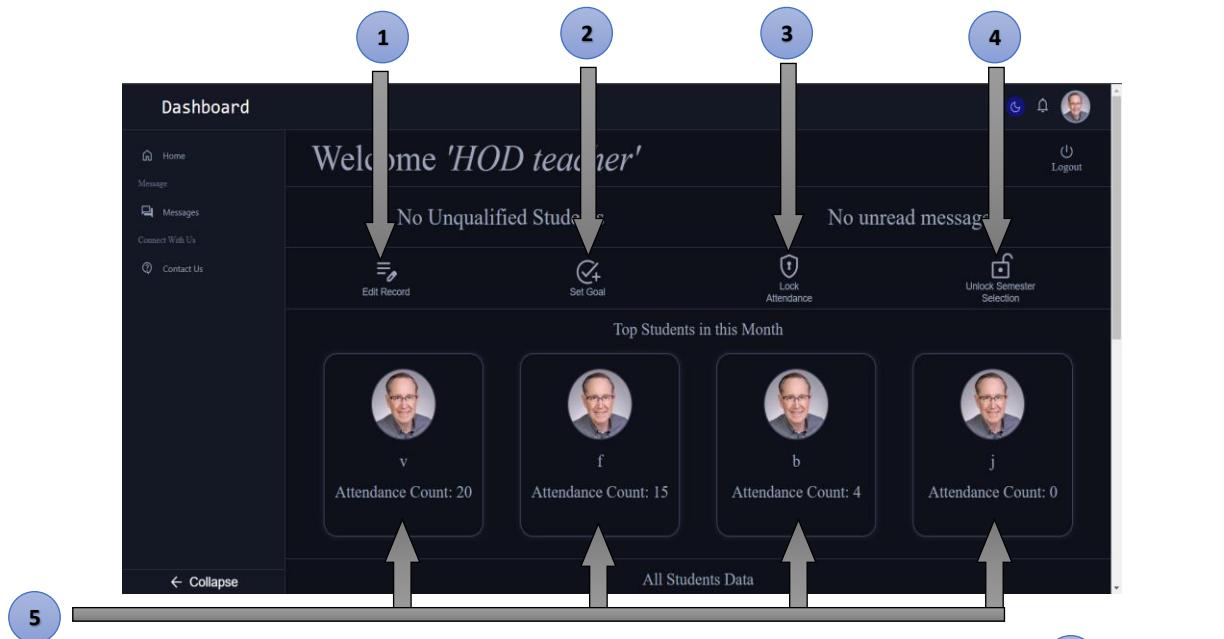 1
2
3
4
Dashboard
Home
Welcome 'HOD teacher'
Logout
Message
Messages
No Unqualified Students
No unread messages
Connect With Us
Contact Us
Edit Record
Set Goal
Lock
Attendance
Unlock Semester
Selection
Top Students in this Month
v
f
b
j
Attendance Count: 20
Attendance Count: 15
Attendance Count: 4
Attendance Count: 0
← Collapse
All Students Data
5